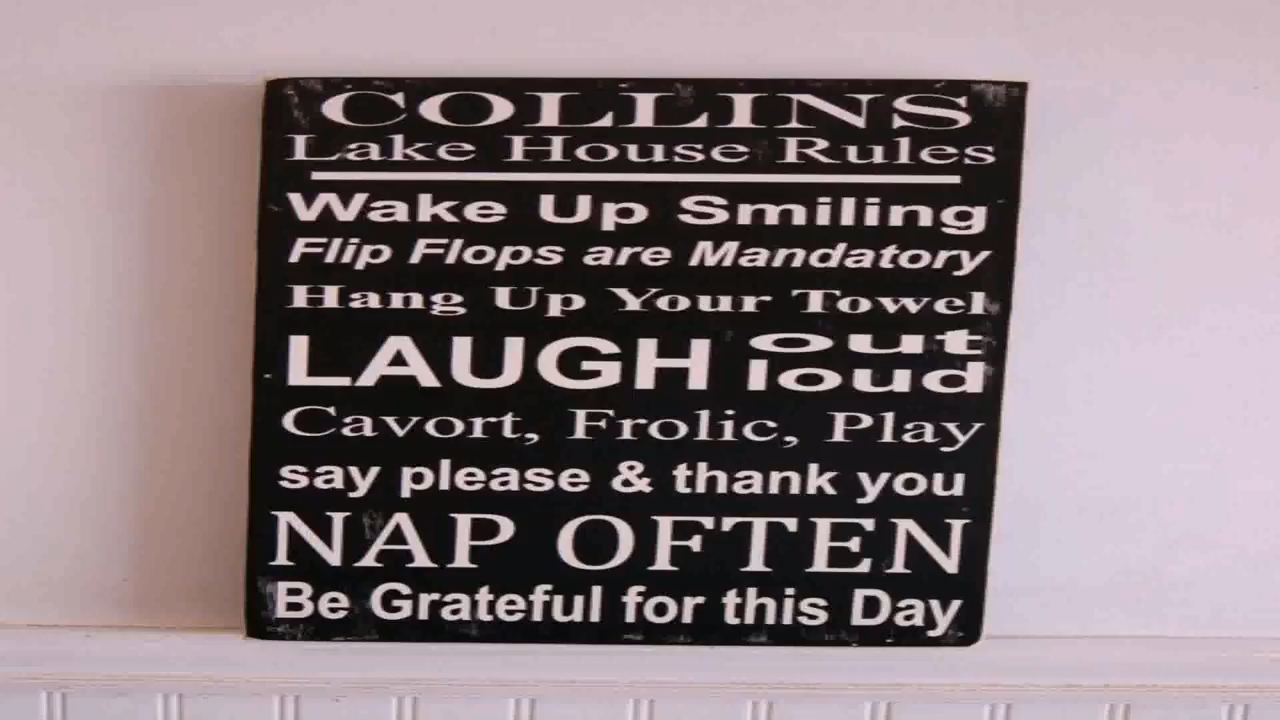 COLLINS
Lake House Rules
Wake Up Smiling
Flip Flops are Mandatory
Hang Up Your Towel
LAUGH out loud
Cavort, Frolic, Play
say please & thank you
NAP OFTEN
Be Grateful for this Day